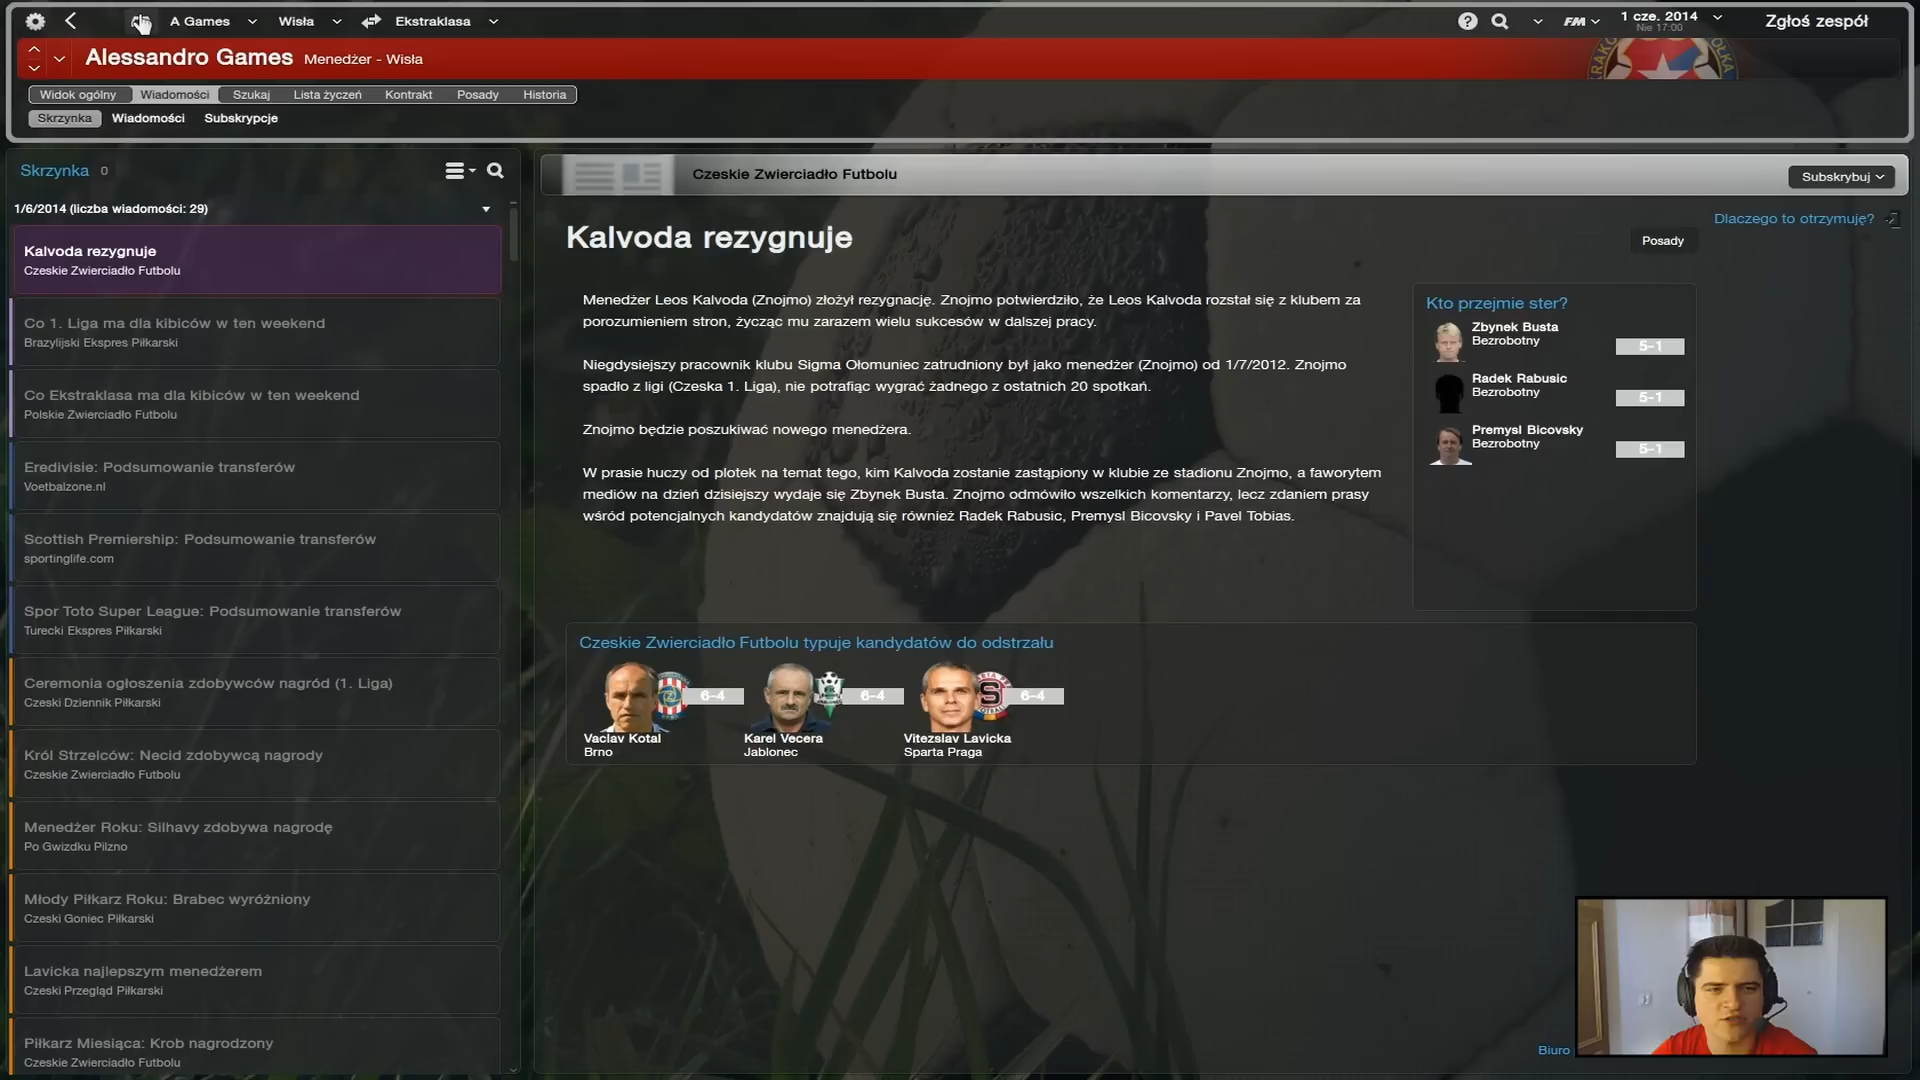 A Games
Wisła
Ekstraklasa
FM
1 cze. 2014
Nie 17:00
Zgłoś zespół
Alessandro Games
Menedżer - Wisła
Widok ogólny
Wiadomości
Szukaj
Lista życzeń
Kontrakt
Posady
Historia
Skrzynka
Wiadomości
Subskrypcje
Skrzynka 0
1/6/2014 (liczba wiadomości: 29)
Kalvoda rezygnuje
Czeskie Zwierciadło Futbolu
Co 1. Liga ma dla kibiców w ten weekend
Brazylijski Ekspres Piłkarski
Co Ekstraklasa ma dla kibiców w ten weekend
Polskie Zwierciadło Futbolu
Eredivisie: Podsumowanie transferów
Voetbalzone.nl
Scottish Premiership: Podsumowanie transferów
sportinglife.com
Spor Toto Super League: Podsumowanie transferów
Turecki Ekspres Piłkarski
Ceremonia ogłoszenia zdobywców nagród (1. Liga)
Czeski Dziennik Piłkarski
Król Strzelców: Necid zdobywcą nagrody
Czeskie Zwierciadło Futbolu
Menedżer Roku: Silhavy zdobywa nagrodę
Po Gwizdku Pilzno
Młody Piłkarz Roku: Brabec wyróżniony
Czeski Goniec Piłkarski
Lavicka najlepszym menedżerem
Czeski Przegląd Piłkarski
Piłkarz Miesiąca: Krob nagrodzony
Czeskie Zwierciadło Futbolu
Czeskie Zwierciadło Futbolu
Subskrybuj
Dlaczego to otrzymuję?
Kalvoda rezygnuje
Posady
Menedżer Leos Kalvoda (Znojmo) złożył rezygnację. Znojmo potwierdziło, że Leos Kalvoda rozstał się z klubem za
porozumieniem stron, życząc mu zarazem wielu sukcesów w dalszej pracy.
Niegdysiejszy pracownik klubu Sigma Ołomuniec zatrudniony był jako menedżer (Znojmo) od 1/7/2012. Znojmo
spadło z ligi (Czeska 1. Liga), nie potrafiąc wygrać żadnego z ostatnich 20 spotkań.
Znojmo będzie poszukiwać nowego menedżera.
W prasie huczy od plotek na temat tego, kim Kalvoda zostanie zastąpiony w klubie ze stadionu Znojmo, a faworytem
mediów na dzień dzisiejszy wydaje się Zbynek Busta. Znojmo odmówiło wszelkich komentarzy, lecz zdaniem prasy
wśród potencjalnych kandydatów znajdują się również Radek Rabusic, Premysl Bicovsky i Pavel Tobias.
Kto przejmie ster?
Zbynek Busta
Bezrobotny
5-1
Radek Rabusic
Bezrobotny
5-1
Premysl Bicovsky
Bezrobotny
5-1
Czeskie Zwierciadło Futbolu typuje kandydatów do odstrzału
6-4
6-4
6-4
Vaclav Kotal
Brno
Karel Vecera
Jablonec
Vitezslav Lavicka
Sparta Praga
Biuro